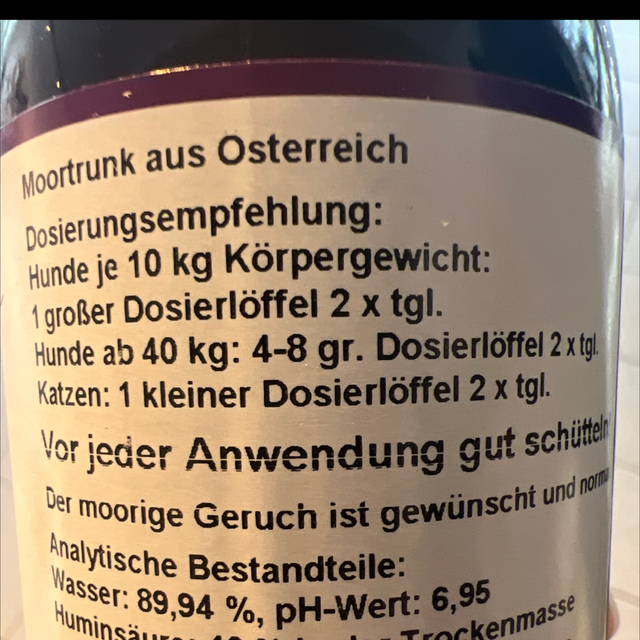 Moortrunk aus Österreich
Dosierungsempfehlung:
Hunde je 10 kg Körpergewicht:
1 großer Dosierlöffel 2 x tgl.
Hunde ab 40 kg: 4-8 gr. Dosierlöffel 2 x tgl.
Katzen: 1 kleiner Dosierlöffel 2 x tgl.
Vor jeder Anwendung gut schütteln
Der moorige Geruch ist gewünscht und
Analytische Bestandteile:
Wasser: 89,94 %, pH-Wert: 6,95
Trockenmasse